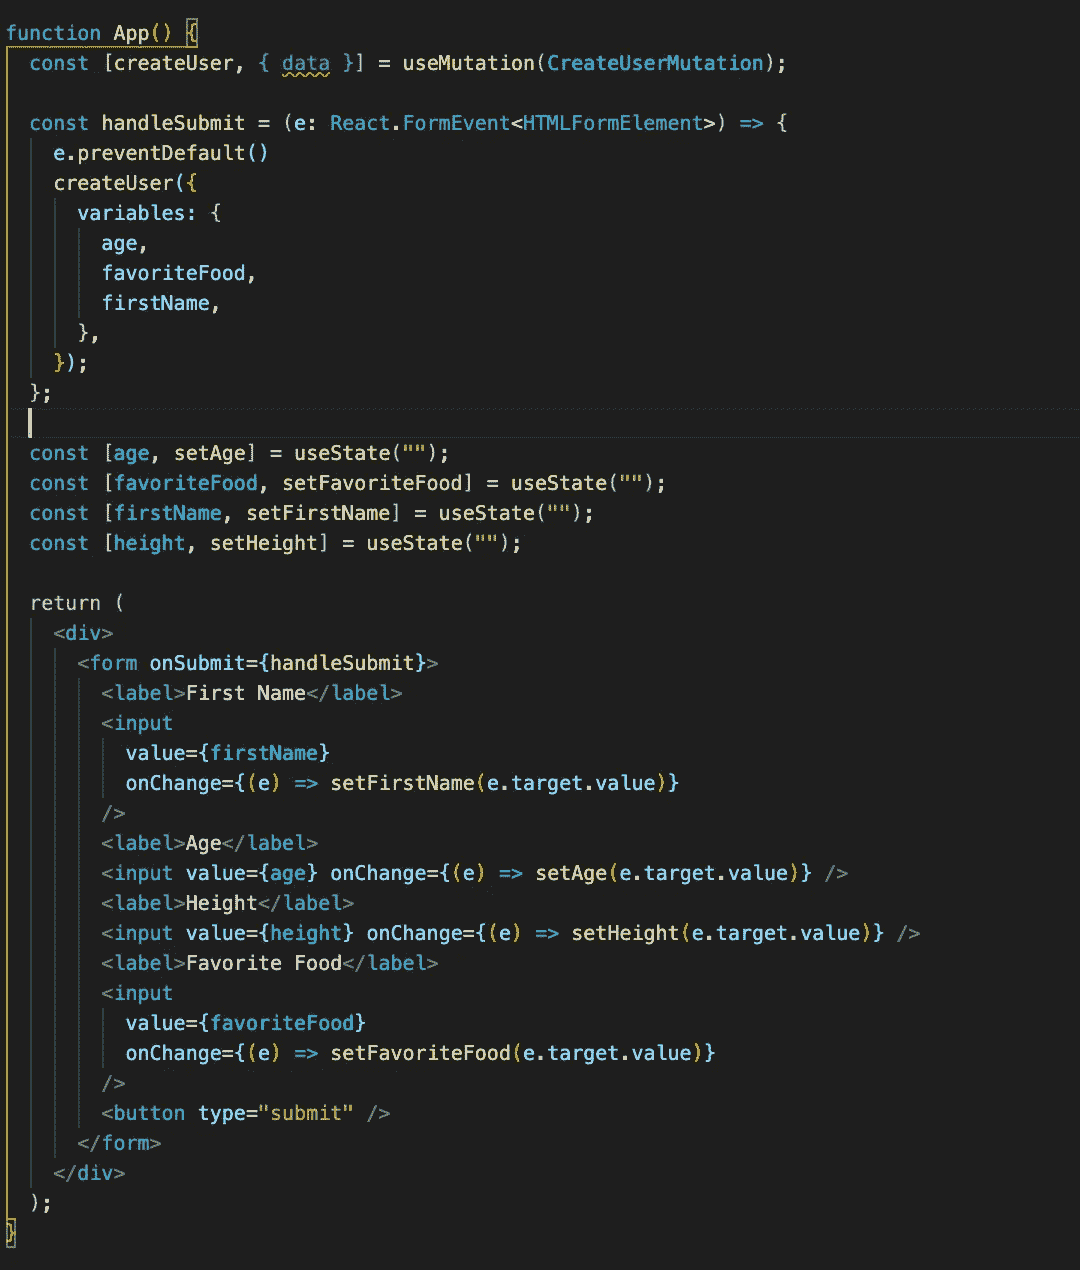 function App() {
const [createUser, { data }] = useMutation(CreateUserMutation);
const handleSubmit = (e: React.FormEvent<HTMLFormElement>) => {
e.preventDefault()
createUser({
variables: {
age,
favoriteFood,
firstName,
},
});
};
const [age, setAge] = useState("");
const [favoriteFood, setFavoriteFood] = useState("");
const [firstName, setFirstName] = useState("");
const [height, setHeight] = useState("");
return (
<div>
<form onSubmit={handleSubmit}>
<label>First Name</label>
<input
value={firstName}
onChange={(e) => setFirstName(e.target.value)}
/>
<label>Age</label>
<input value={age} onChange={(e) => setAge(e.target.value)} />
<label>Height</label>
<input value={height} onChange={(e) => setHeight(e.target.value)} />
<label>Favorite Food</label>
<input
value={favoriteFood}
onChange={(e) => setFavoriteFood(e.target.value)}
/>
<button type="submit" />
</form>
</div>
);
}